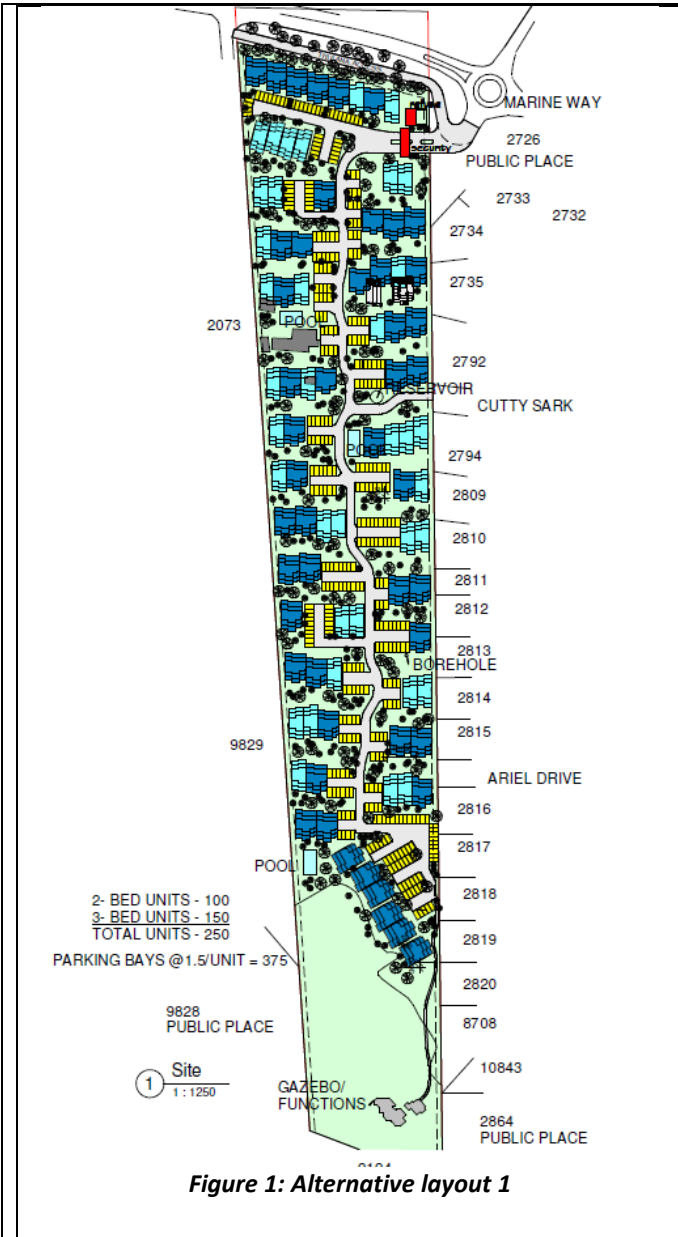 MARINE WAY
2726
PUBLIC PLACE
security
2733
2732
2734
2735
2073
POOL
2792
RESERVOIR
CUTTY SARK
POOL
2794
2809
2810
2811
2812
2813
BOREHOLE
2814
2815
9829
ARIEL DRIVE
2816
2817
POOL
2818
2- BED UNITS - 100
3- BED UNITS - 150
TOTAL UNITS - 250
2819
PARKING BAYS @1.5/UNIT = 375
2820
9828
PUBLIC PLACE
8708
10843
1
Site
1 : 1250
GAZEBO/
FUNCTIONS
2864
PUBLIC PLACE
Figure 1: Alternative layout 1